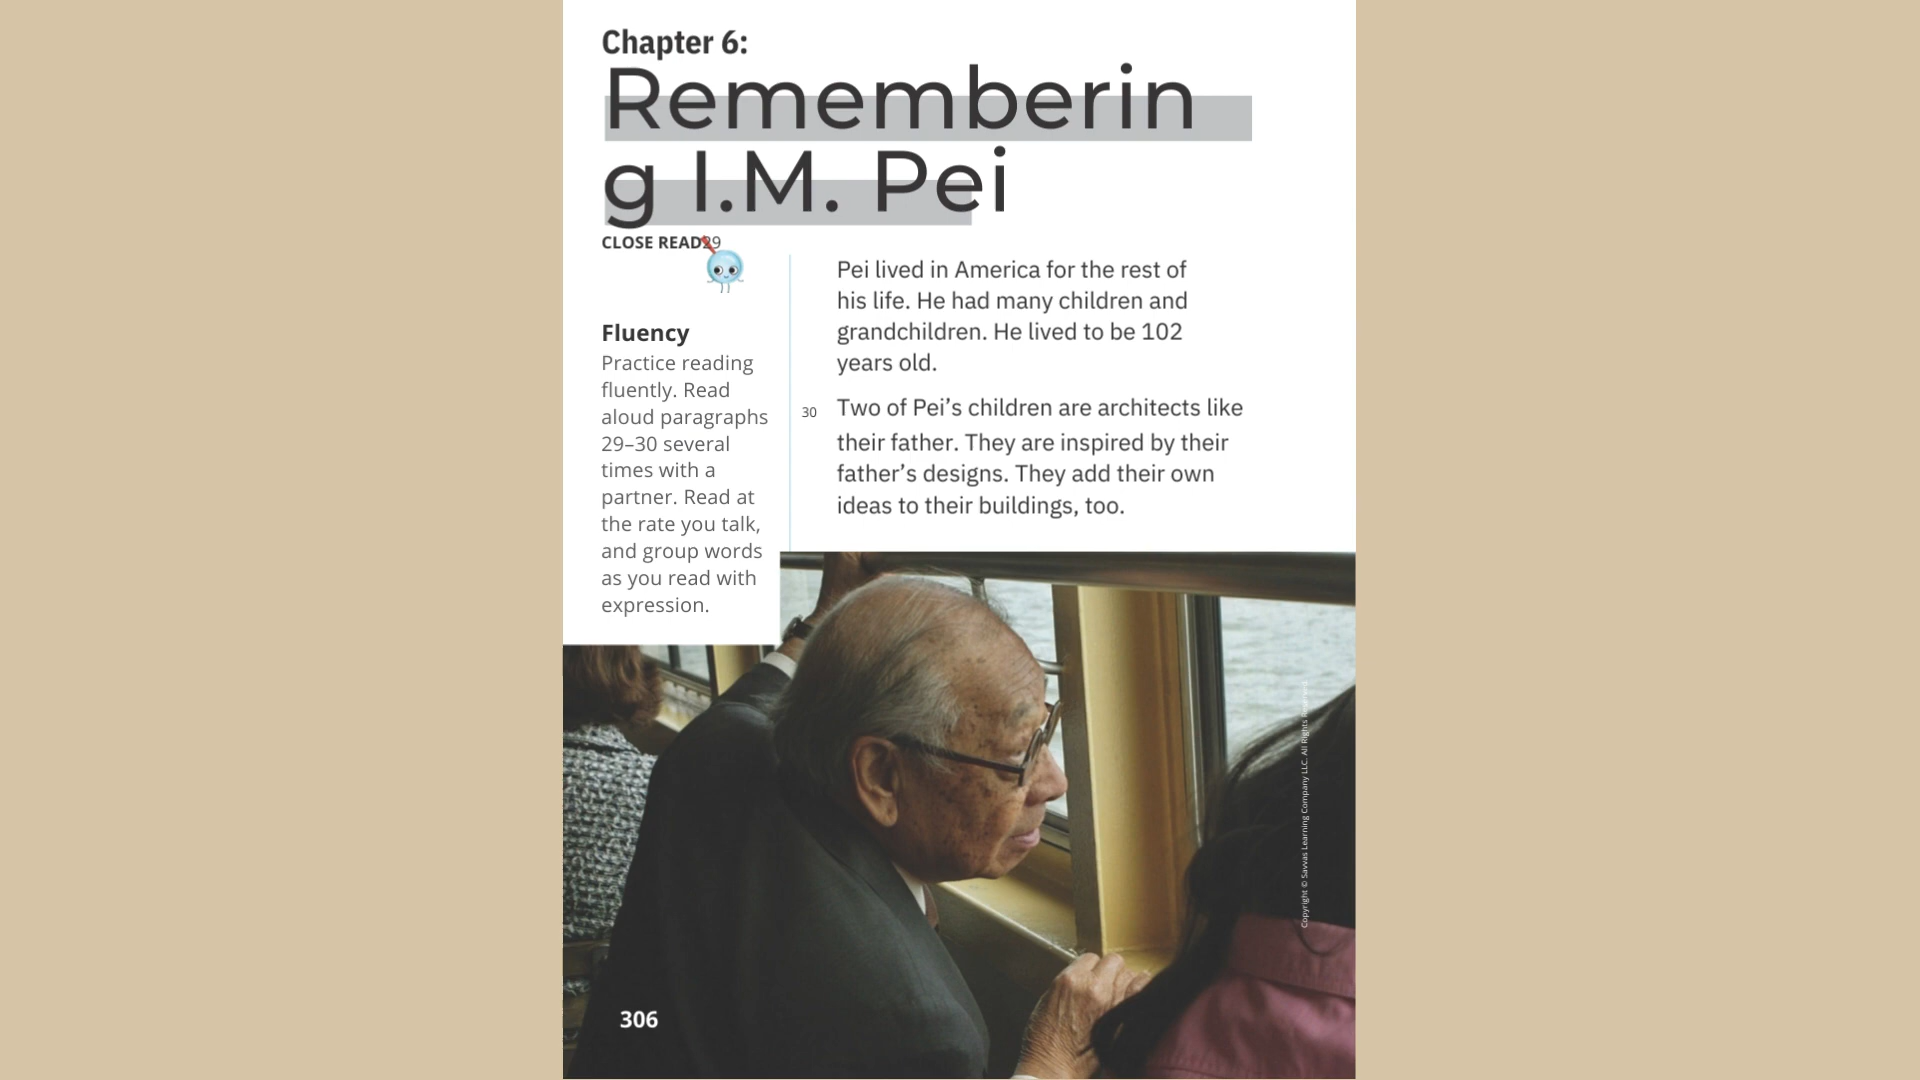 Chapter 6:
Rememberin
g I.M. Pei
CLOSE READ29
Pei lived in America for the rest of
his life. He had many children and
grandchildren. He lived to be 102
years old.
30 Two of Pei’s children are architects like
their father. They are inspired by their
father’s designs. They add their own
ideas to their buildings, too.
Fluency
Practice reading
fluently. Read
aloud paragraphs
29–30 several
times with a
partner. Read at
the rate you talk,
and group words
as you read with
expression.
Copyright © Savvas Learning Company LLC. All Rights Reserved.
306